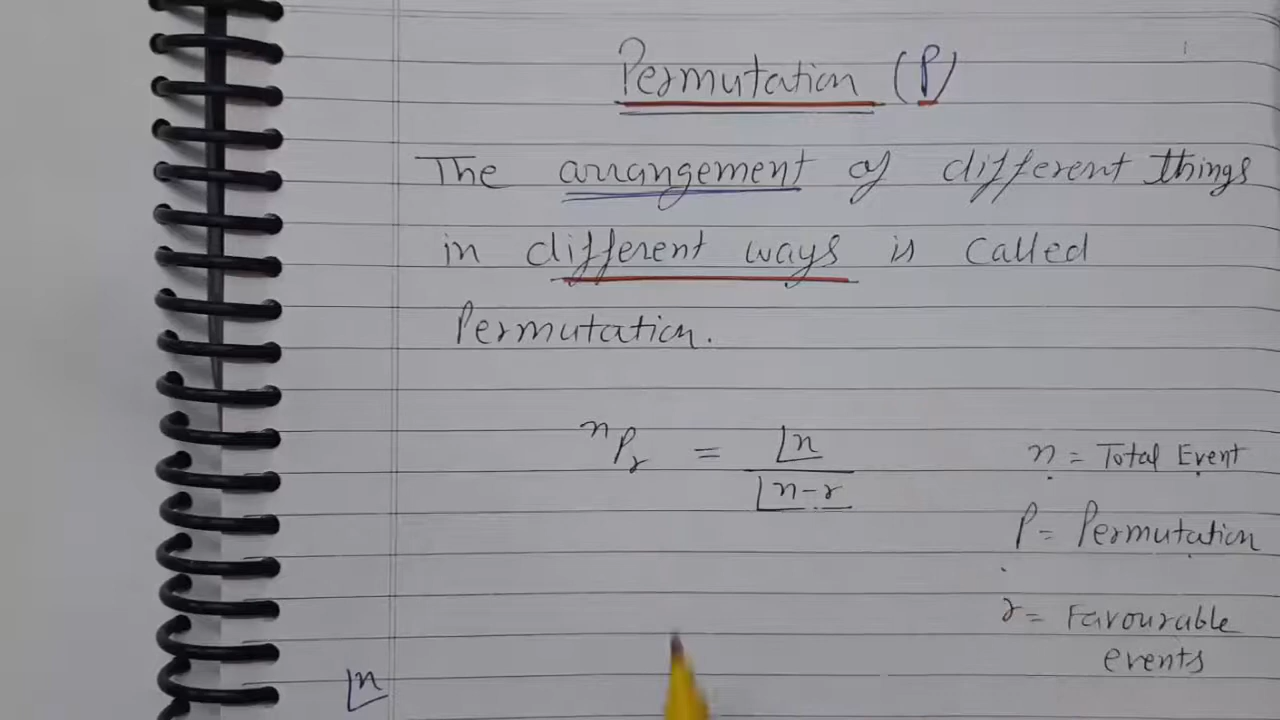 Permutation (P)
The arrangement of different things
in different ways is called
Permutation.
ⁿPᵣ = ⌊n / ⌊n-r
n = Total Event
P = Permutation
r = Favourable
events
⌊n